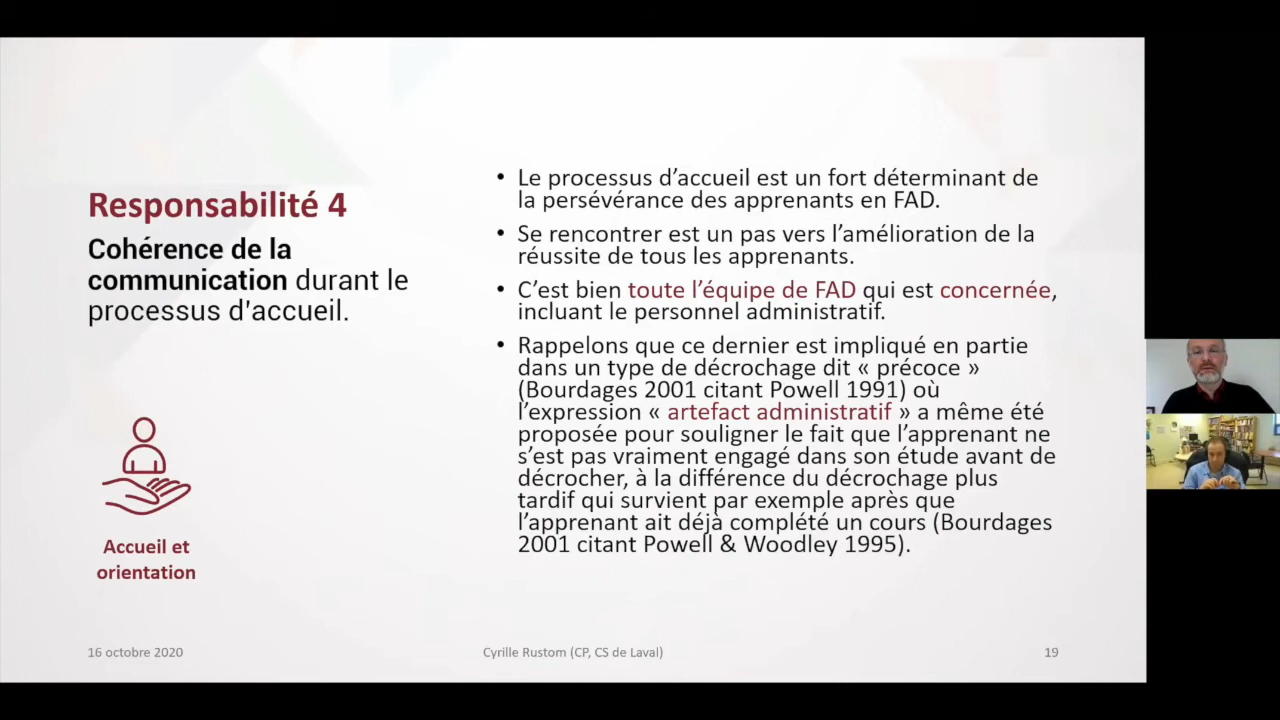 Responsabilité 4
Cohérence de la
communication durant le
processus d'accueil.
Accueil et
orientation
• Le processus d’accueil est un fort déterminant de
la persévérance des apprenants en FAD.
• Se rencontrer est un pas vers l’amélioration de la
réussite de tous les apprenants.
• C’est bien toute l’équipe de FAD qui est concernée,
incluant le personnel administratif.
• Rappelons que ce dernier est impliqué en partie
dans un type de décrochage dit « précoce »
(Bourdages 2001 citant Powell 1991) où
l’expression « artefact administratif » a même été
proposée pour souligner le fait que l’apprenant ne
s’est pas vraiment engagé dans son étude avant de
décrocher, à la différence du décrochage plus
tardif qui survient par exemple après que
l’apprenant ait déjà complété un cours (Bourdages
2001 citant Powell & Woodley 1995).
16 octobre 2020
Cyrille Rustom (CP, CS de Laval)
19